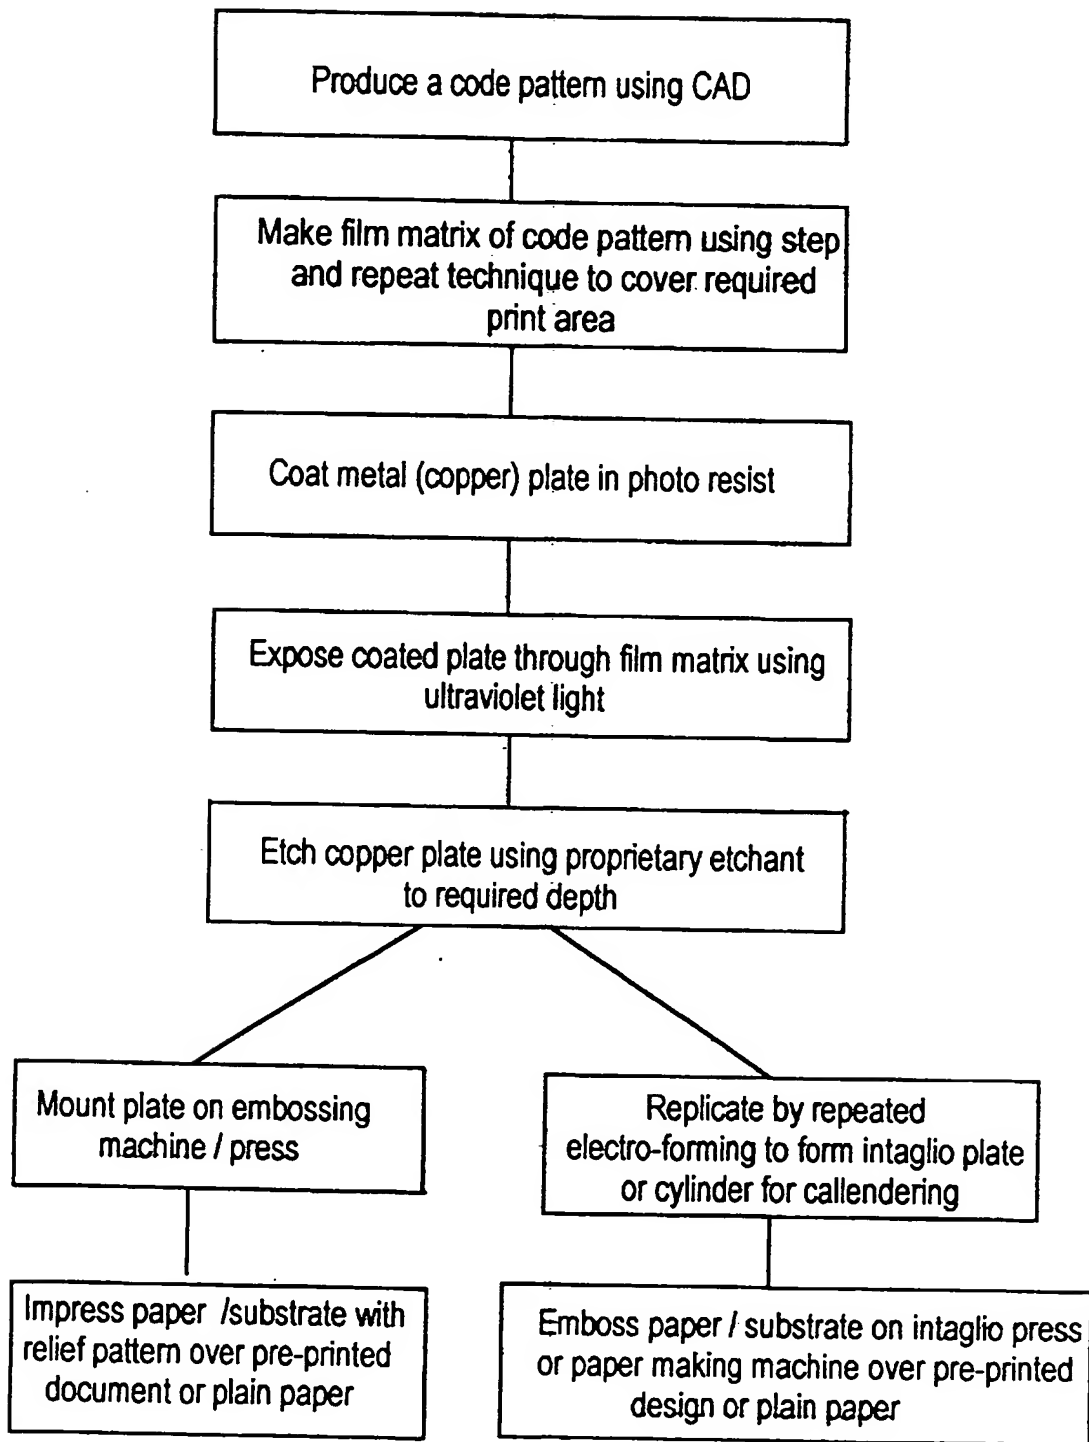 Produce a code pattern using CAD
Make film matrix of code pattern using step
and repeat technique to cover required
print area
Coat metal (copper) plate in photo resist
Expose coated plate through film matrix using
ultraviolet light
Etch copper plate using proprietary etchant
to required depth
Mount plate on embossing
machine / press
Replicate by repeated
electro-forming to form intaglio plate
or cylinder for callendering
Impress paper /substrate with
relief pattern over pre-printed
document or plain paper
Emboss paper / substrate on intaglio press
or paper making machine over pre-printed
design or plain paper